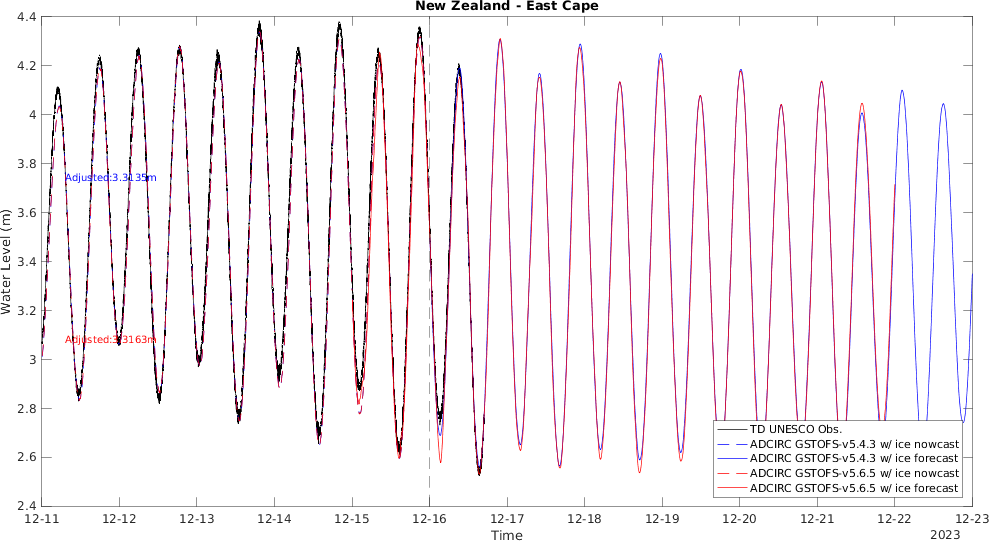 New Zealand - East Cape
4.4
4.2
4
3.8
3.6
3.4
3.2
3
2.8
2.6
2.4
Water Level (m)
Adjusted:3.3135m
Adjusted:3.3163m
TD UNESCO Obs.
ADCIRC GSTOFS-v5.4.3 w/ ice nowcast
ADCIRC GSTOFS-v5.4.3 w/ ice forecast
ADCIRC GSTOFS-v5.6.5 w/ ice nowcast
ADCIRC GSTOFS-v5.6.5 w/ ice forecast
12-11 12-12 12-13 12-14 12-15 12-16 12-17 12-18 12-19 12-20 12-21 12-22 12-23
Time
2023